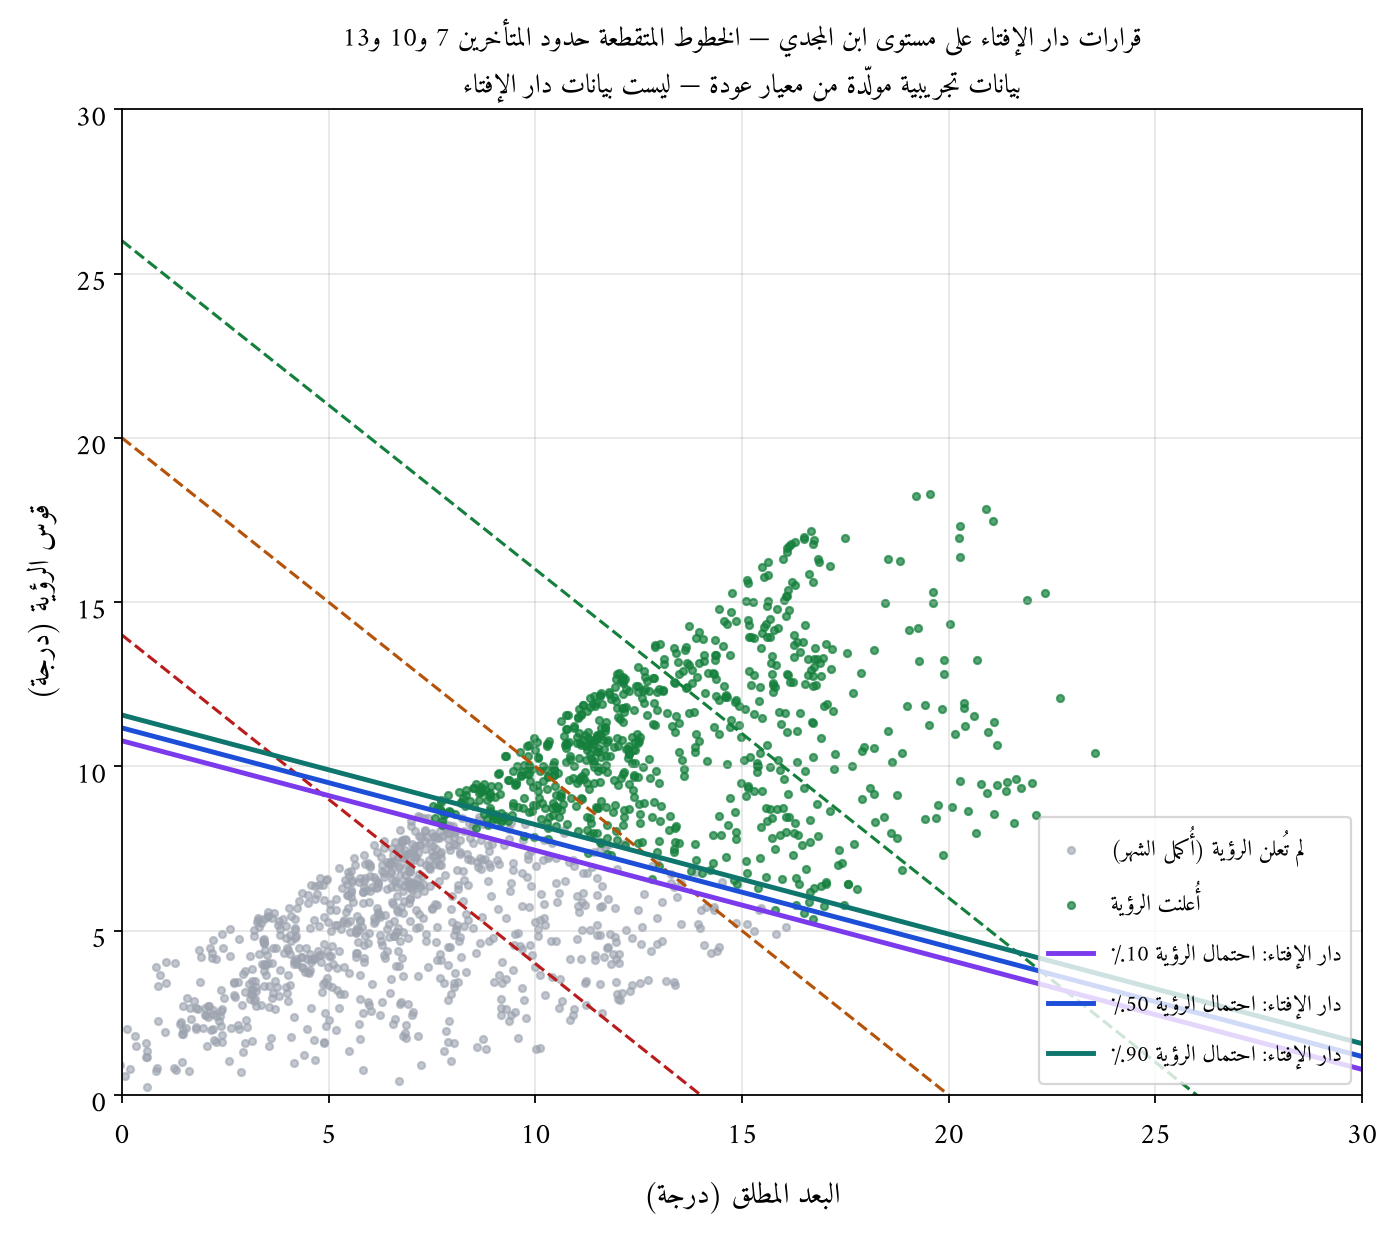 قرارات دار الإفتاء على مستوى ابن المجدي — الخطوط المتقطعة حدود المتأخرين 7 و10 و13
بيانات تجريبية مولّدة من معيار عودة — ليست بيانات دار الإفتاء
30
25
20
15
10
5
0
قوس الرؤية (درجة)
لم تُعلن الرؤية (أُكمل الشهر)
أُعلنت الرؤية
دار الإفتاء: احتمال الرؤية 10٪
دار الإفتاء: احتمال الرؤية 50٪
دار الإفتاء: احتمال الرؤية 90٪
0 5 10 15 20 25 30
البعد المطلق (درجة)